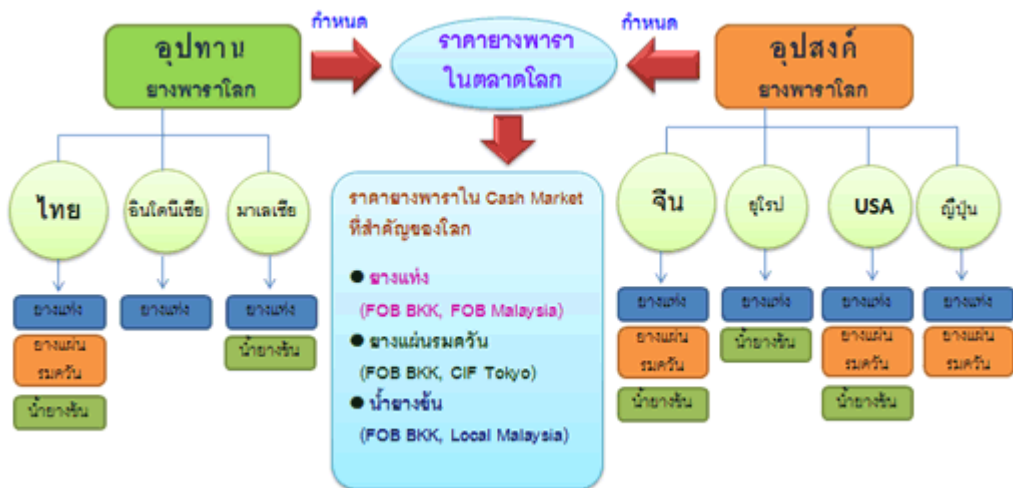 กำหนด
กำหนด
อุปทาน
ยางพาราโลก
ราคายางพารา
ในตลาดโลก
อุปสงค์
ยางพาราโลก
ไทย
อินโดนีเซีย
มาเลเซีย
จีน
ยุโรป
USA
ญี่ปุ่น
ยางแท่ง
ยางแผ่น
รมควัน
น้ำยางข้น
ยางแท่ง
ยางแท่ง
น้ำยางข้น
ราคายางพาราใน Cash Market
ที่สำคัญของโลก
● ยางแท่ง
(FOB BKK, FOB Malaysia)
● ยางแผ่นรมควัน
(FOB BKK, CIF Tokyo)
● น้ำยางข้น
(FOB BKK, Local Malaysia)
ยางแท่ง
ยางแผ่น
รมควัน
น้ำยางข้น
ยางแท่ง
น้ำยางข้น
ยางแท่ง
ยางแผ่น
รมควัน
น้ำยางข้น
ยางแท่ง
ยางแผ่น
รมควัน